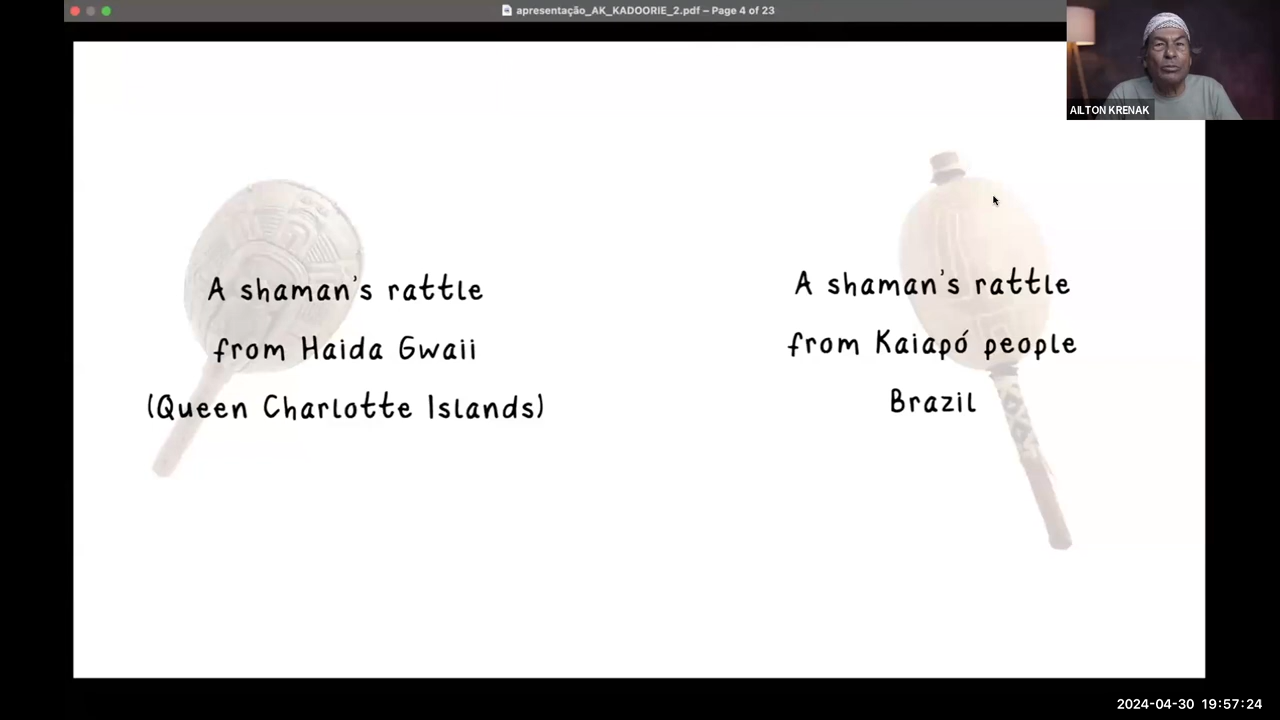 apresentação_AK_KADOORIE_2.pdf – Page 4 of 23
AILTON KRENAK
A shaman's rattle
from Haida Gwaii
(Queen Charlotte Islands)
A shaman's rattle
from Kaiapó people
Brazil
2024-04-30 19:57:24